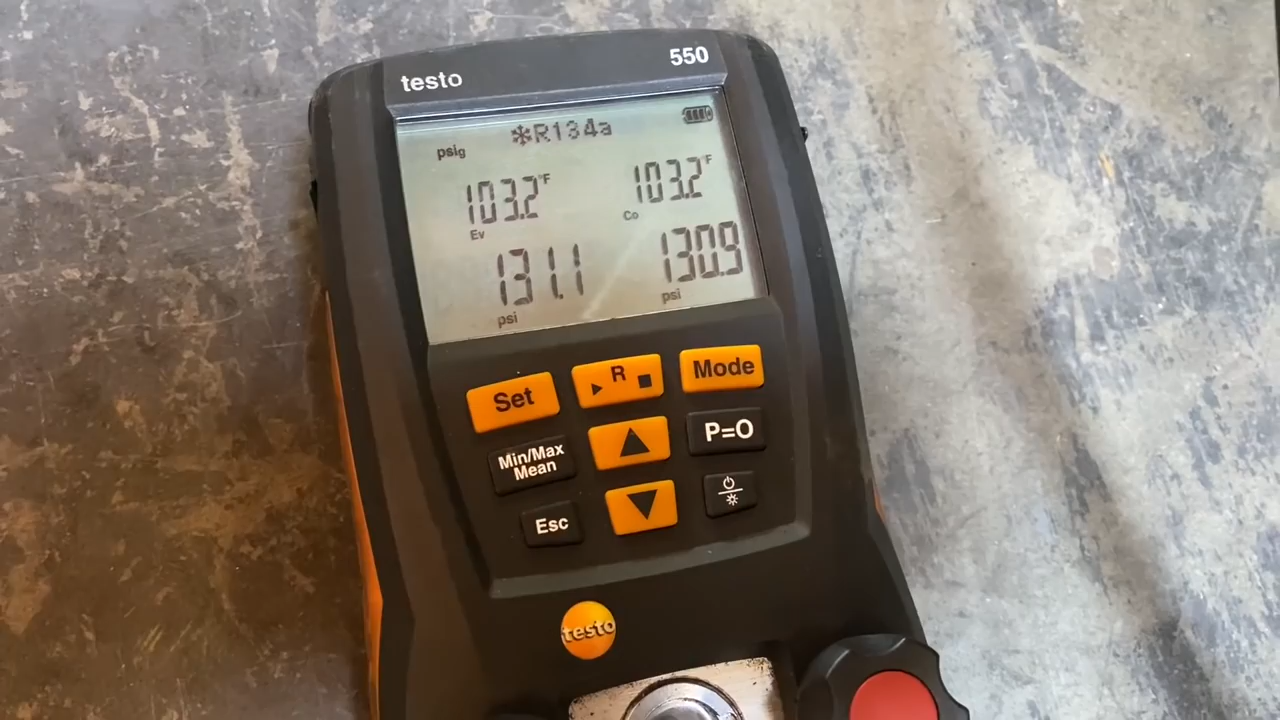 testo 550
psig ❄R134a
103.2°F 103.2°F
Ev Co
131.1 130.9
psi psi
Set ▶ R ■ Mode
Min/Max Mean ▲ P=O
Esc ▼
testo